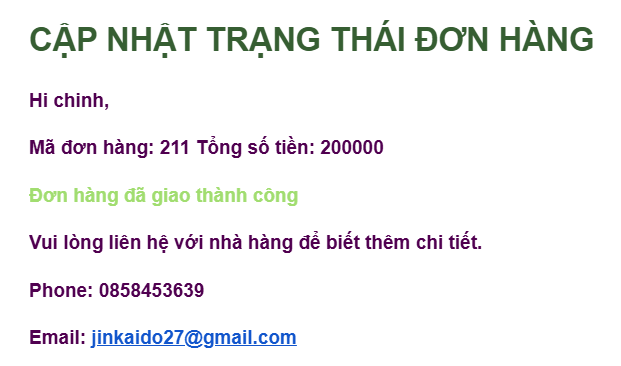 CẬP NHẬT TRẠNG THÁI ĐƠN HÀNG
Hi chinh,
Mã đơn hàng: 211 Tổng số tiền: 200000
Đơn hàng đã giao thành công
Vui lòng liên hệ với nhà hàng để biết thêm chi tiết.
Phone: 0858453639
Email: jinkaido27@gmail.com